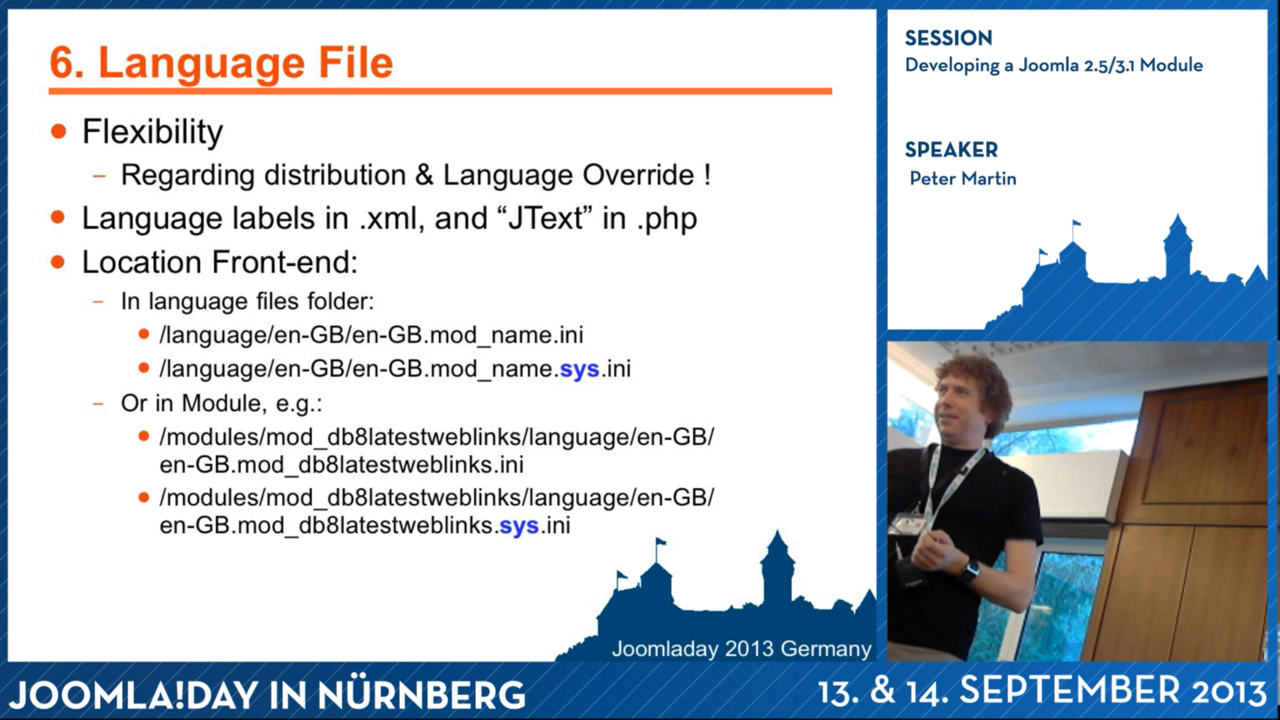 6. Language File
Flexibility
– Regarding distribution & Language Override !
Language labels in .xml, and “JText” in .php
Location Front-end:
– In language files folder:
/language/en-GB/en-GB.mod_name.ini
/language/en-GB/en-GB.mod_name.sys.ini
– Or in Module, e.g.:
/modules/mod_db8latestweblinks/language/en-GB/
en-GB.mod_db8latestweblinks.ini
/modules/mod_db8latestweblinks/language/en-GB/
en-GB.mod_db8latestweblinks.sys.ini
Joomladay 2013 Germany
SESSION
Developing a Joomla 2.5/3.1 Module
SPEAKER
Peter Martin
JOOMLA!DAY IN NÜRNBERG
13. & 14. SEPTEMBER 2013